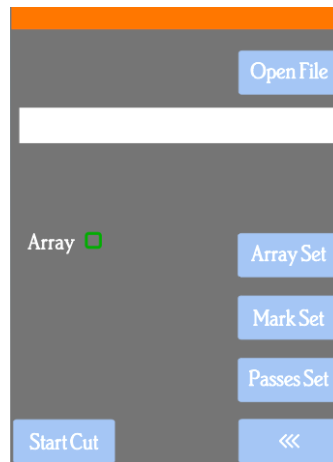 Open File
Array
Array Set
Mark Set
Passes Set
Start Cut
<<<